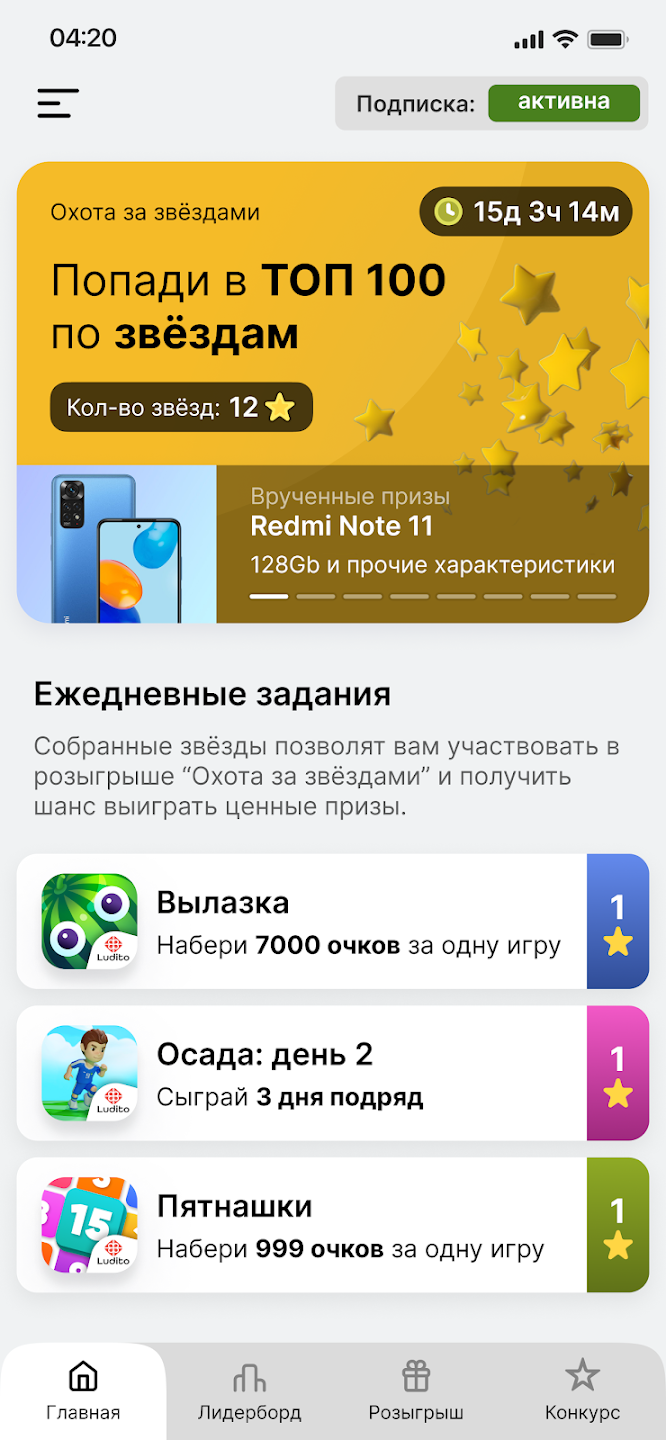 04:20
Подписка: активна
Охота за звёздами
15д 3ч 14м
Попади в ТОП 100
по звёздам
Кол-во звёзд: 12
Врученные призы
Redmi Note 11
128Gb и прочие характеристики
Ежедневные задания
Собранные звёзды позволят вам участвовать в
розыгрыше “Охота за звёздами” и получить
шанс выиграть ценные призы.
Ludito
Вылазка
Набери 7000 очков за одну игру
1
Ludito
Осада: день 2
Сыграй 3 дня подряд
1
15
Ludito
Пятнашки
Набери 999 очков за одну игру
1
Главная
Лидерборд
Розыгрыш
Конкурс